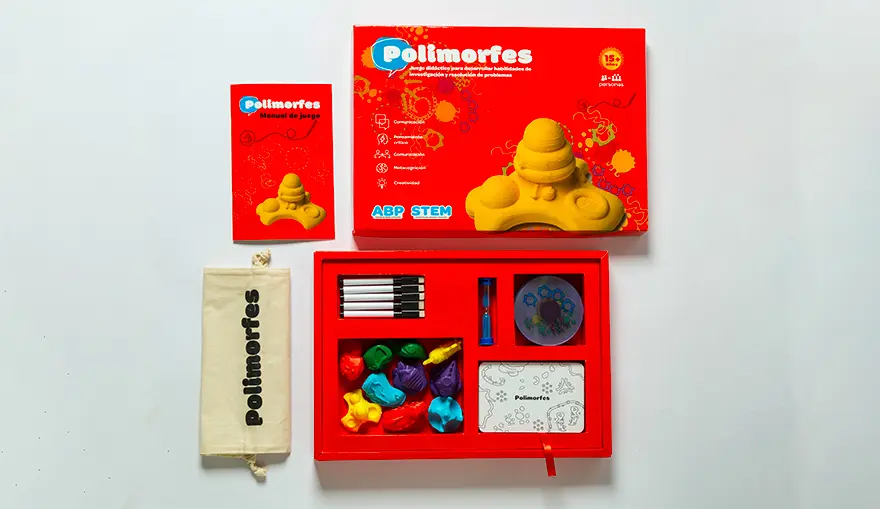 Polimorfes
Manual de juego
Polimorfes
Juego didáctico para desarrollar habilidades de
investigación y resolución de problemas
15+
años
personas
Cooperación
Pensamiento
crítico
Comunicación
Metacognición
Creatividad
ABP STEM
Polimorfes
Polimorfes